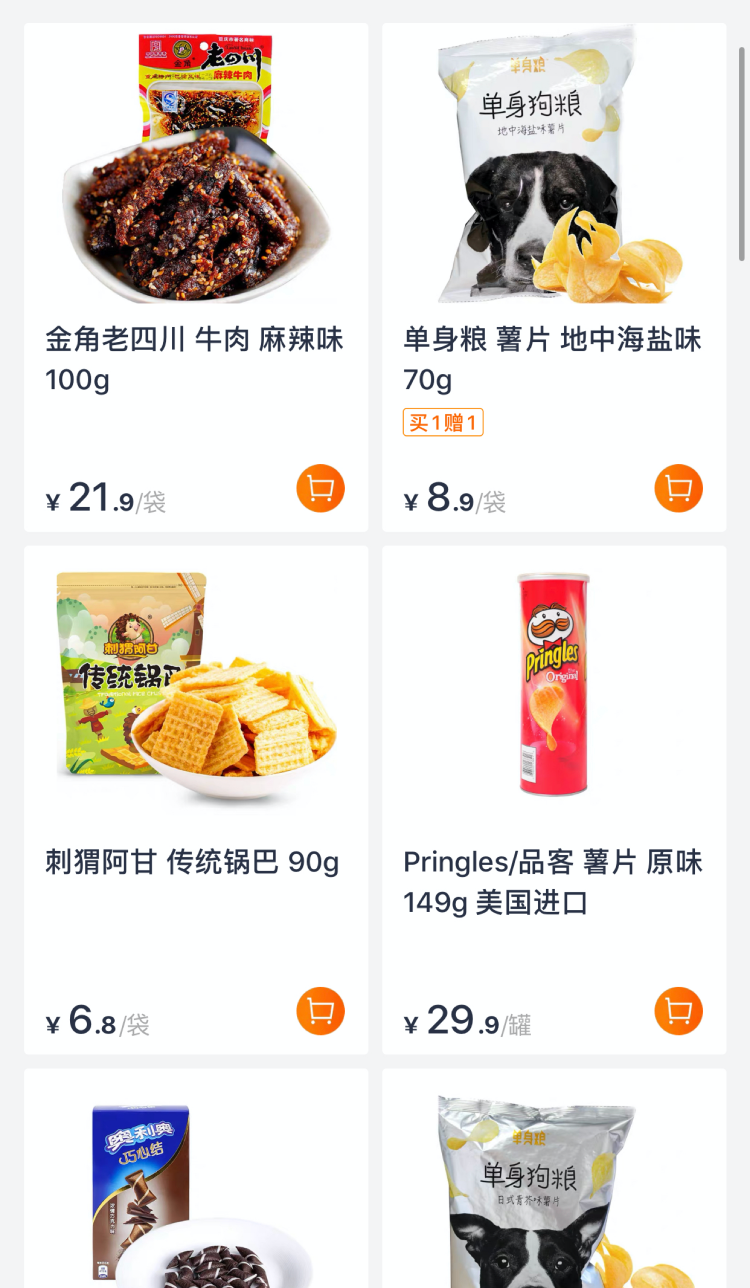 金角
老四川
麻辣牛肉
金角老四川 牛肉 麻辣味
100g
¥ 21.9/袋
单身粮
单身狗粮
地中海盐味薯片
单身粮 薯片 地中海盐味
70g
买1赠1
¥ 8.9/袋
刺猬阿甘
传统锅巴
刺猬阿甘 传统锅巴 90g
¥ 6.8/袋
Pringles
Original
Pringles/品客 薯片 原味
149g 美国进口
¥ 29.9/罐
奥利奥
巧心结
单身粮
单身狗粮
日式青芥味薯片